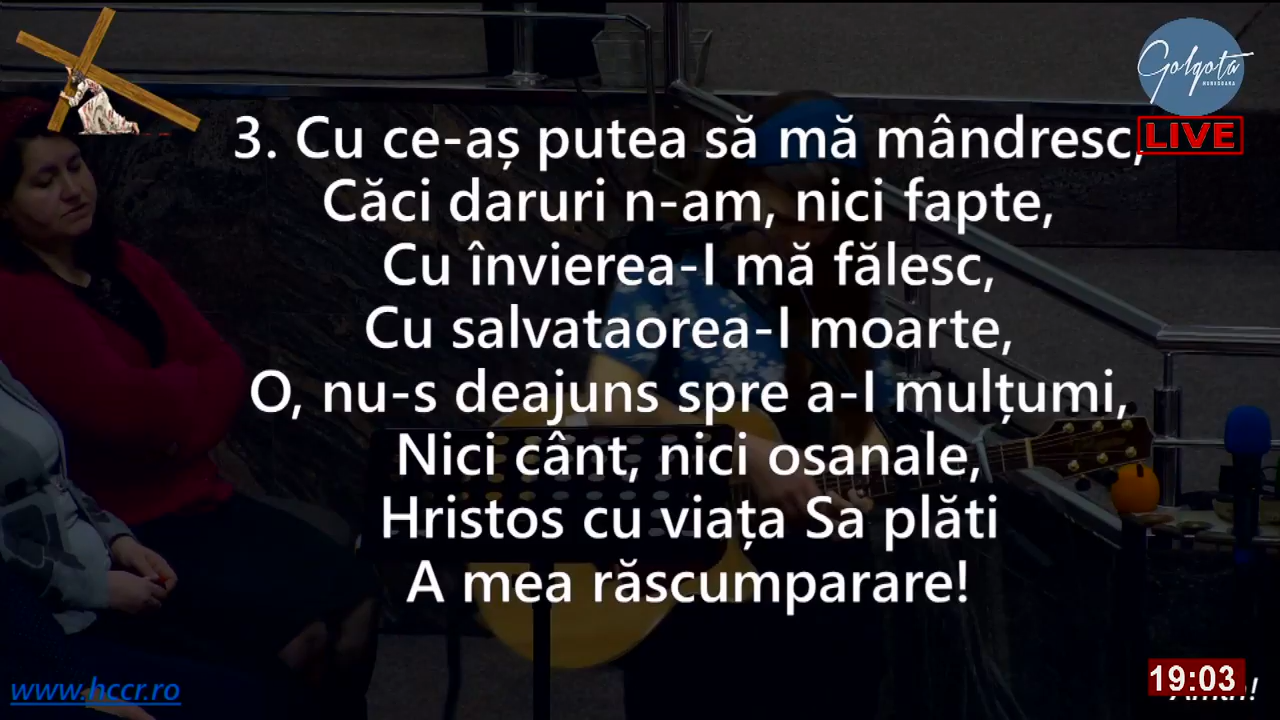 Golgota
HUNEDOARA
LIVE
3. Cu ce-aș putea să mă mândresc,
Căci daruri n-am, nici fapte,
Cu învierea-I mă fălesc,
Cu salvataorea-I moarte,
O, nu-s deajuns spre a-I mulțumi,
Nici cânt, nici osanale,
Hristos cu viața Sa plăti
A mea răscumparare!
www.hccr.ro
19:03